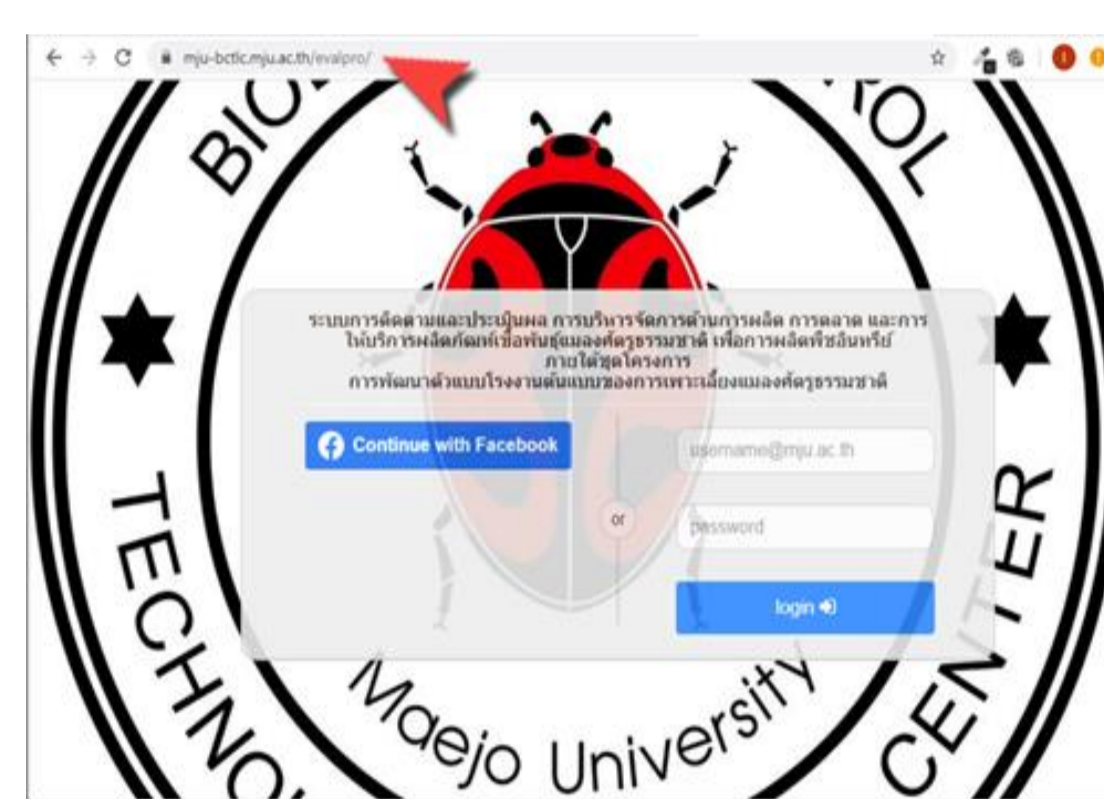 mju-bctlc.mju.ac.th/evalpro/
BIO
ROL
ระบบการติดตามและประเมินผล การบริหารจัดการด้านการผลิต การตลาด และการ
ให้บริการผลิตภัณฑ์เชื้อพันธุ์แมลงศัตรูธรรมชาติ เพื่อการผลิตพืชอินทรีย์
ภายใต้ชุดโครงการ
การพัฒนาตัวแบบโรงงานต้นแบบของการเพาะเลี้ยงแมลงศัตรูธรรมชาติ
Continue with Facebook
username@mju.ac.th
or
password
login
TECHNO
Maejo University
CENTER